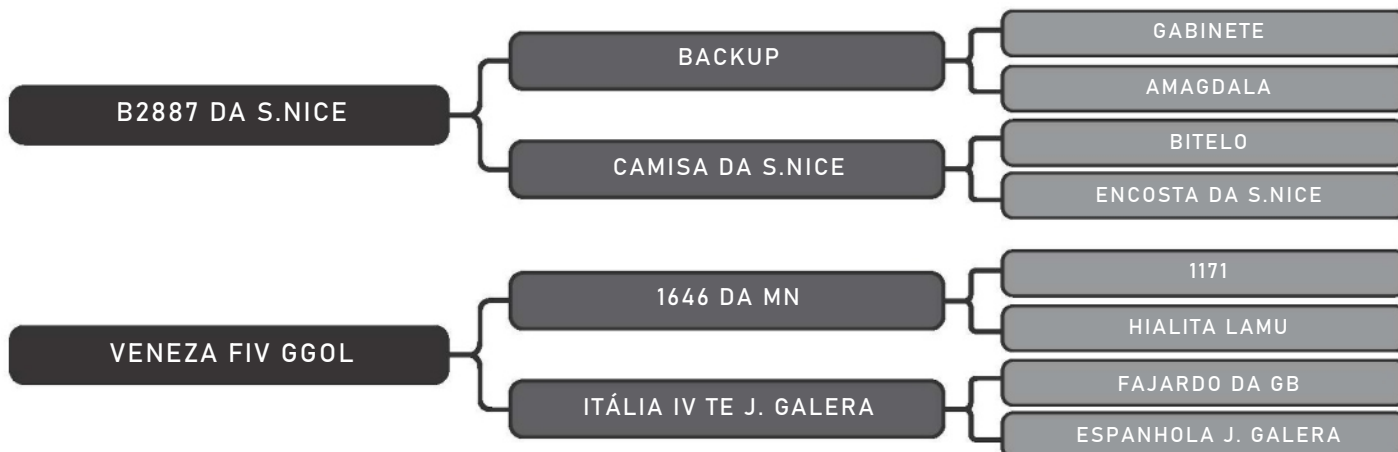 B2887 DA S.NICE
BACKUP
GABINETE
AMAGDALA
CAMISA DA S.NICE
BITELO
ENCOSTA DA S.NICE
VENEZA FIV GGOL
1646 DA MN
1171
HIALITA LAMU
ITÁLIA IV TE J. GALERA
FAJARDO DA GB
ESPANHOLA J. GALERA